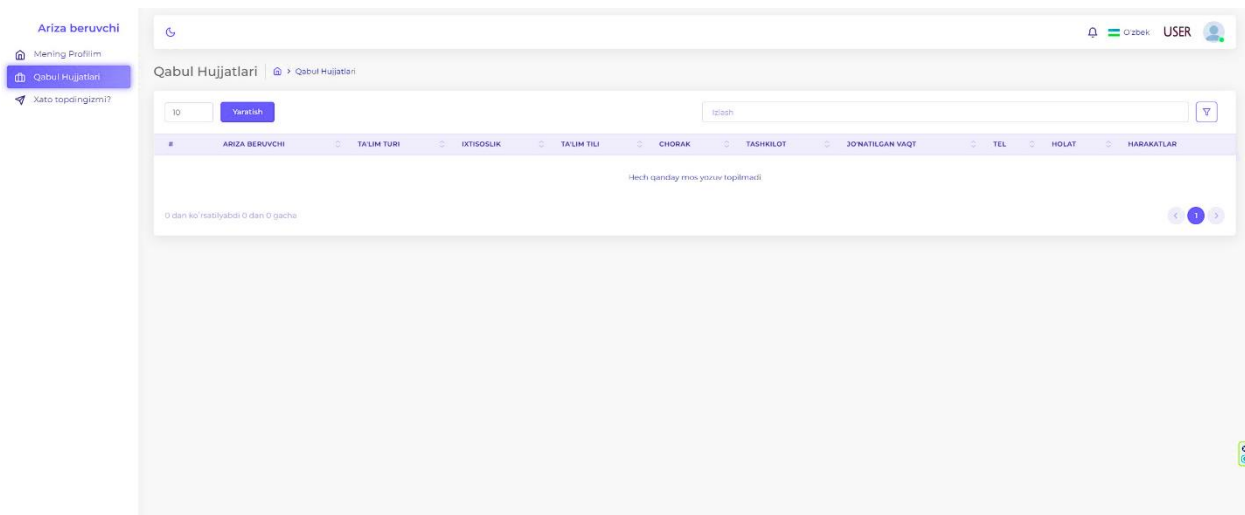 Ariza beruvchi
Mening Profilim
Qabul Hujjatlari
Xato topdingizmi?
O'zbek USER
Qabul Hujjatlari Qabul Hujjatlari
10 Yaratish Izlash
# ARIZA BERUVCHI TA'LIM TURI IXTISOSLIK TA'LIM TILI CHORAK TASHKILOT JO'NATILGAN VAQT TEL HOLAT HARAKATLAR
Hech qanday mos yozuv topilmadi
0 dan ko`rsatilyabdi 0 dan 0 gacha
1